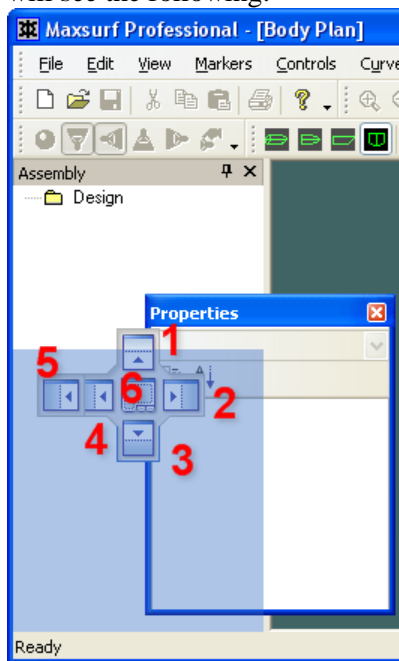 will see the following:
Maxsurf Professional - [Body Plan]
File Edit View Markers Controls Curve
Assembly
Design
Properties
1
5
6
2
4
3
Ready